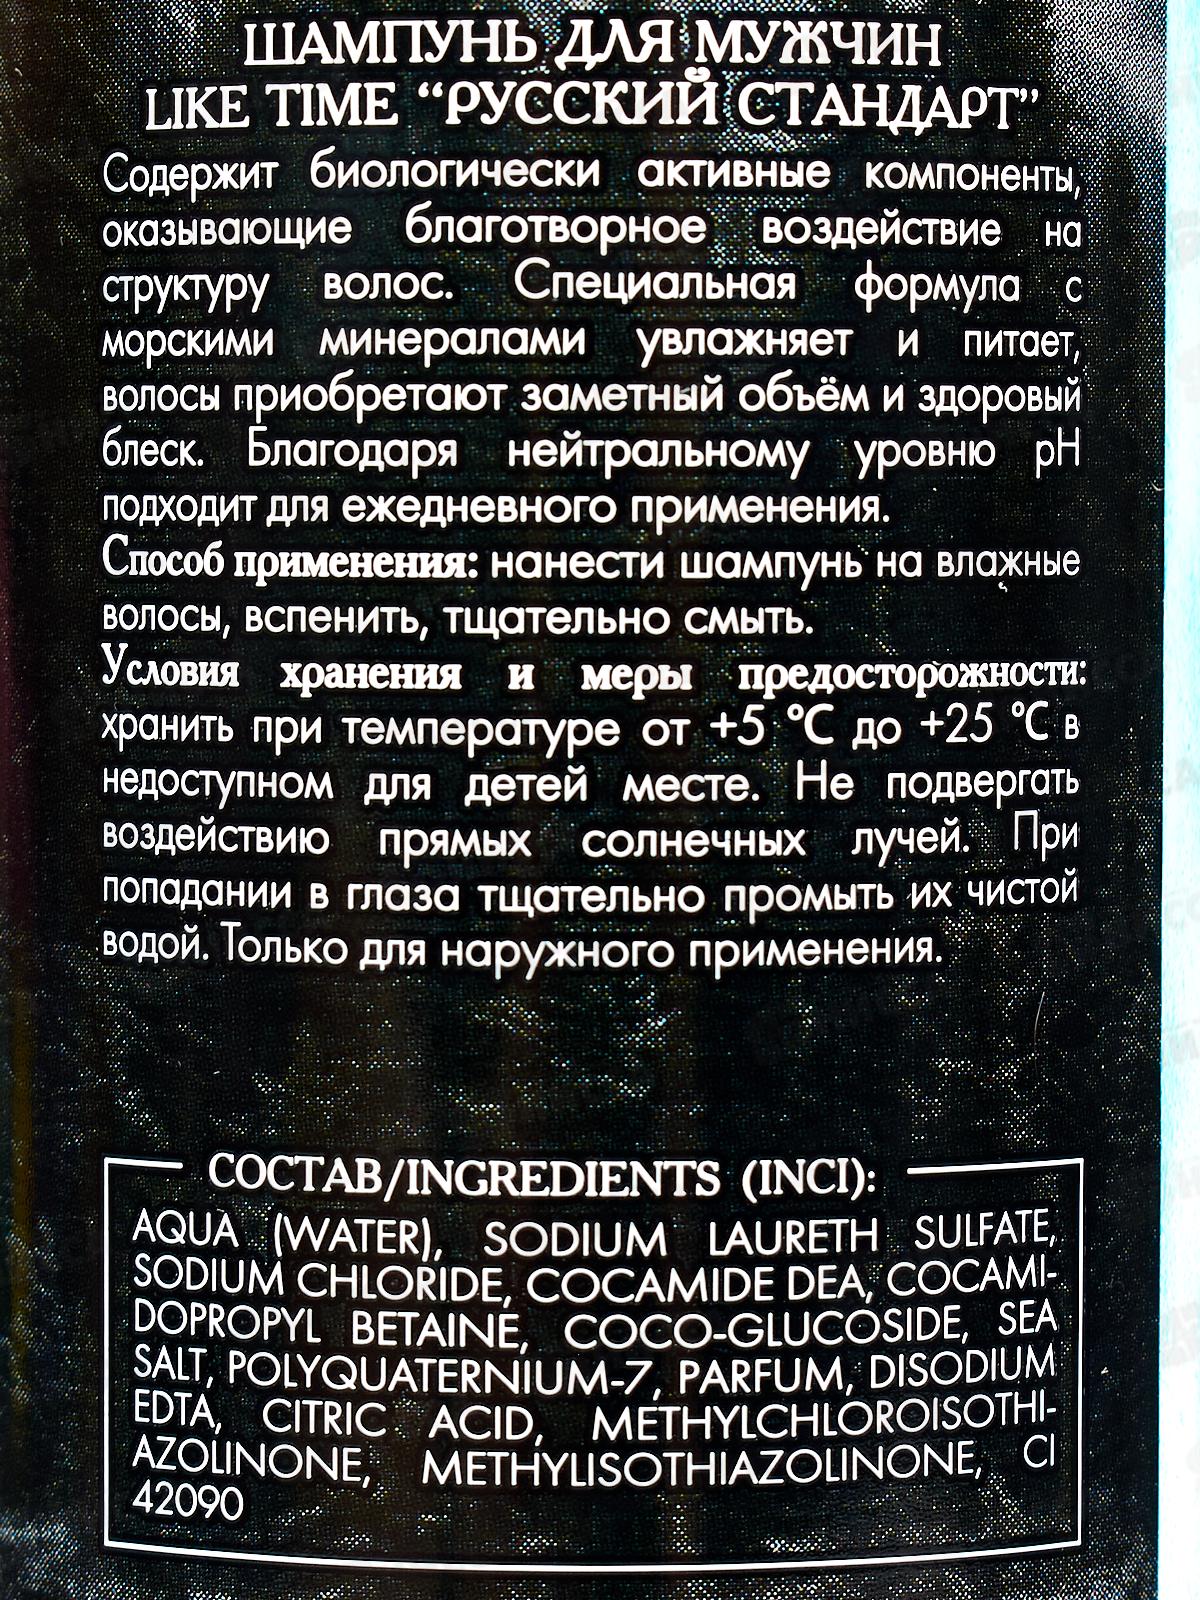 ШАМПУНЬ ДЛЯ МУЖЧИН
LIKE TIME “РУССКИЙ СТАНДАРТ”
Содержит биологически активные компоненты,
оказывающие благотворное воздействие на
структуру волос. Специальная формула с
морскими минералами увлажняет и питает,
волосы приобретают заметный объём и здоровый
блеск. Благодаря нейтральному уровню pH
подходит для ежедневного применения.
Способ применения: нанести шампунь на влажные
волосы, вспенить, тщательно смыть.
Условия хранения и меры предосторожности:
хранить при температуре от +5 °C до +25 °C в
недоступном для детей месте. Не подвергать
воздействию прямых солнечных лучей. При
попадании в глаза тщательно промыть их чистой
водой. Только для наружного применения.
СОСТАВ/INGREDIENTS (INCI):
AQUA (WATER), SODIUM LAURETH SULFATE,
SODIUM CHLORIDE, COCAMIDE DEA, COCAMI-
DOPROPYL BETAINE, COCO-GLUCOSIDE, SEA
SALT, POLYQUATERNIUM-7, PARFUM, DISODIUM
EDTA, CITRIC ACID, METHYLCHLOROISOTHI-
AZOLINONE, METHYLISOTHIAZOLINONE, CI
42090